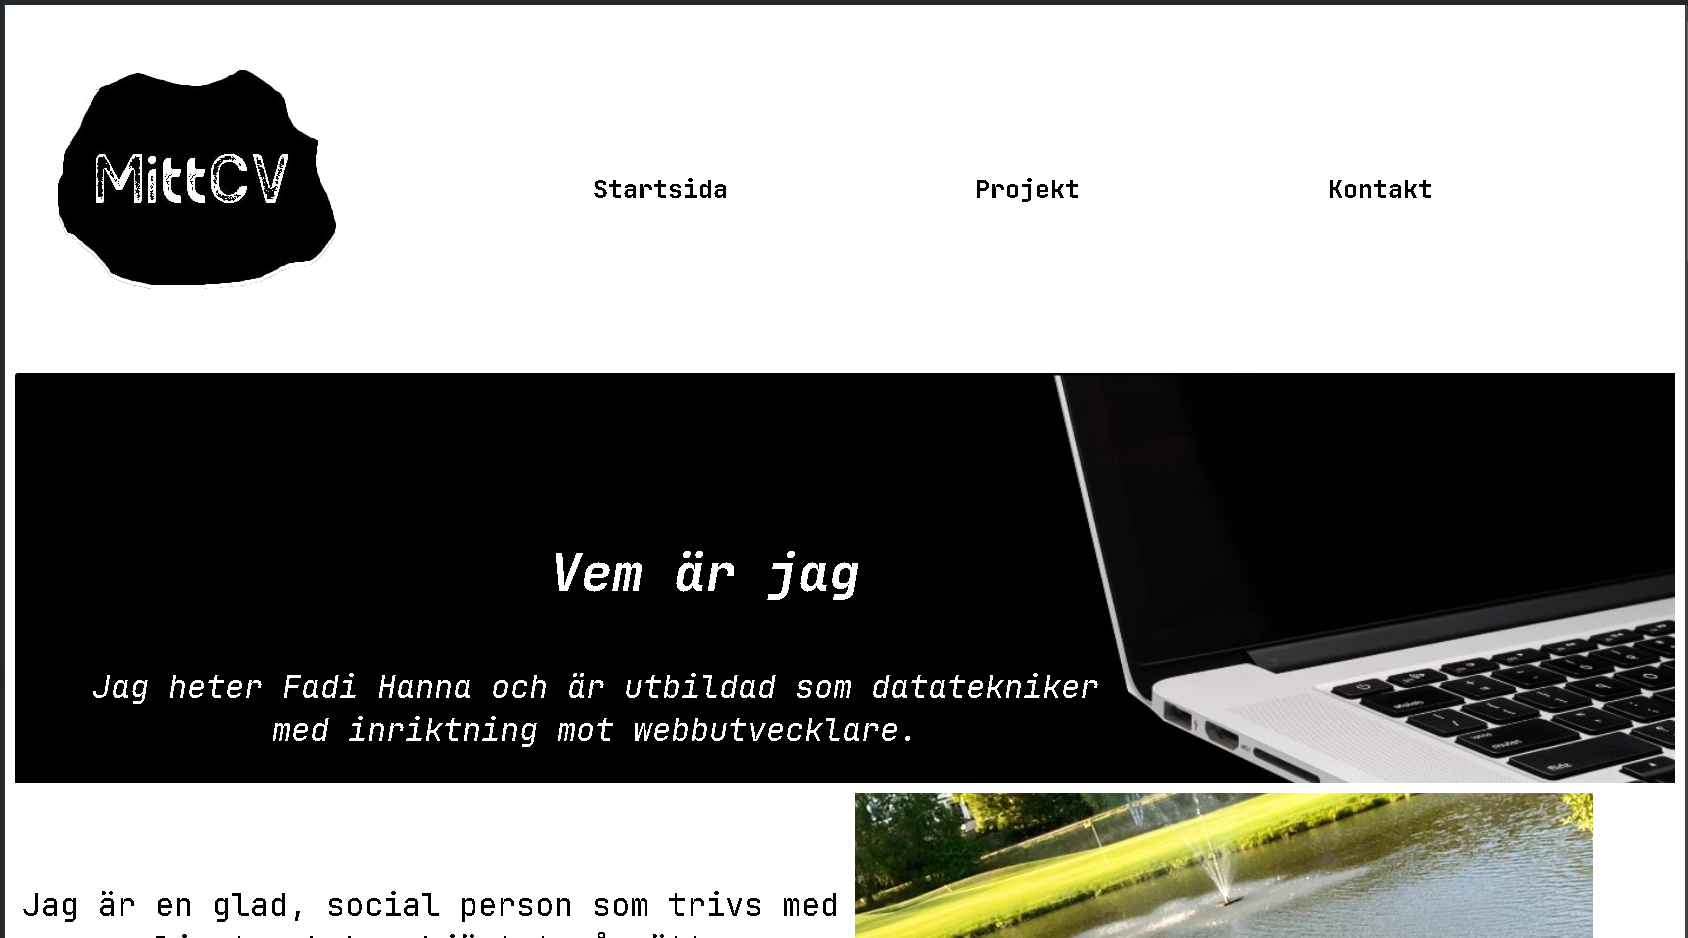 MittCV
Startsida
Projekt
Kontakt
Vem är jag
Jag heter Fadi Hanna och är utbildad som datatekniker
med inriktning mot webbutvecklare.
Jag är en glad, social person som trivs med